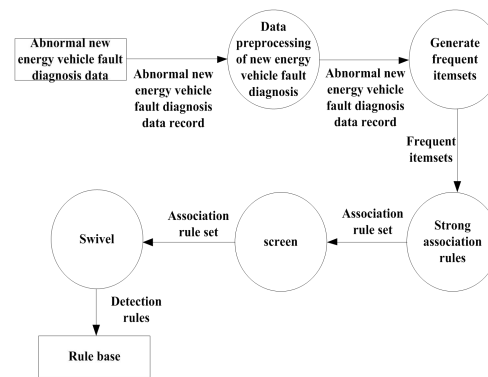 Abnormal new
energy vehicle fault
diagnosis data
Abnormal new
energy vehicle
fault diagnosis
data record
Data
preprocessing
of new energy
vehicle fault
diagnosis
Abnormal new
energy vehicle
fault diagnosis
data record
Generate
frequent
itemsets
Frequent
itemsets
Strong
association
rules
Association
rule set
screen
Association
rule set
Swivel
Detection
rules
Rule base